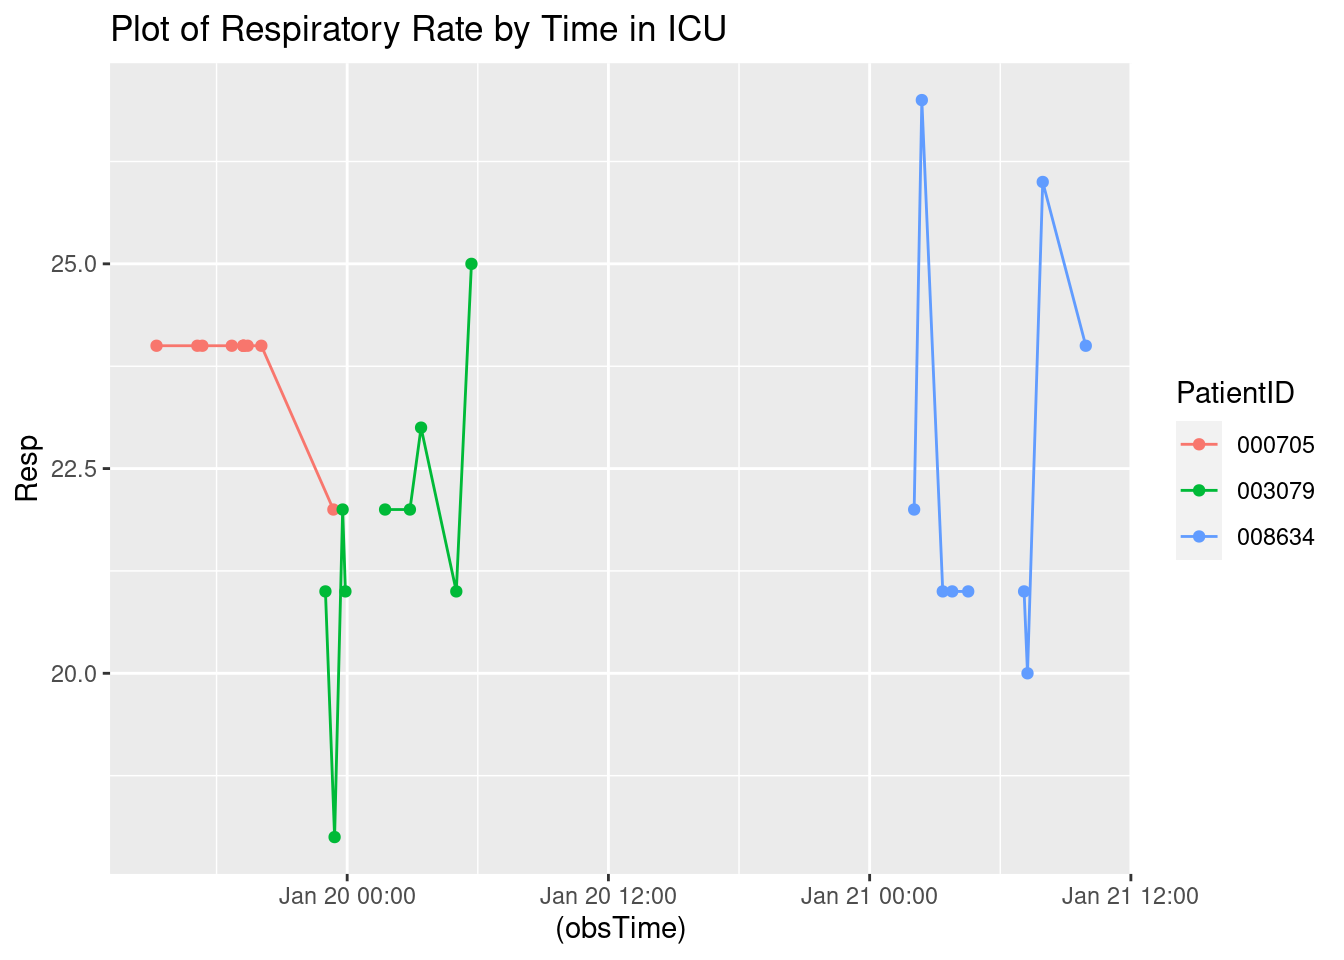 Plot of Respiratory Rate by Time in ICU
25.0
22.5
20.0
Resp
Jan 20 00:00
Jan 20 12:00
Jan 21 00:00
Jan 21 12:00
(obsTime)
PatientID
000705
003079
008634